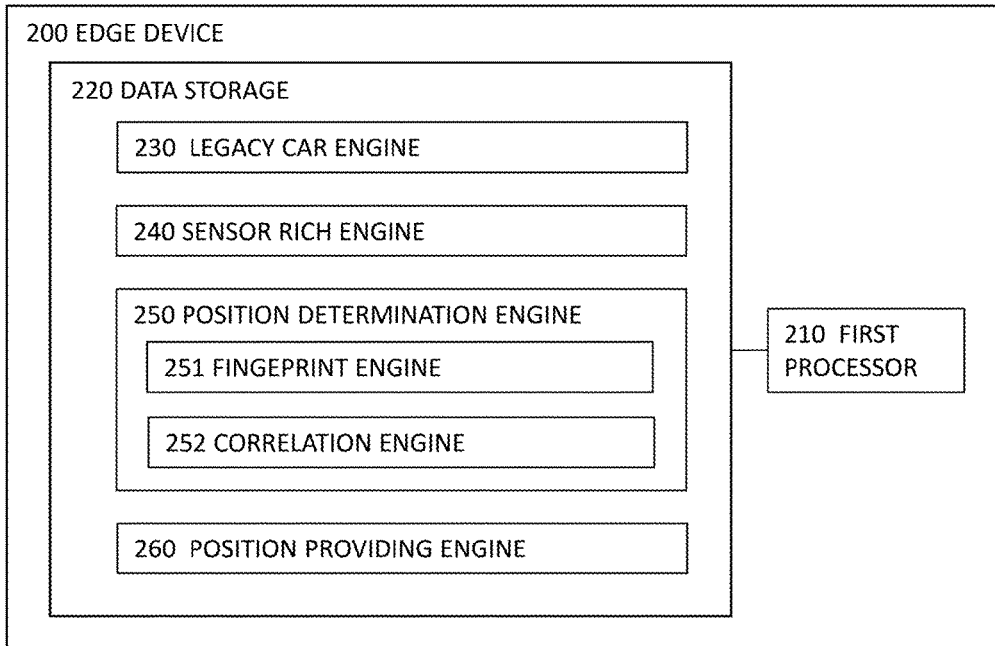 200 EDGE DEVICE
220 DATA STORAGE
230 LEGACY CAR ENGINE
240 SENSOR RICH ENGINE
250 POSITION DETERMINATION ENGINE
251 FINGEPRINT ENGINE
252 CORRELATION ENGINE
260 POSITION PROVIDING ENGINE
210 FIRST
PROCESSOR